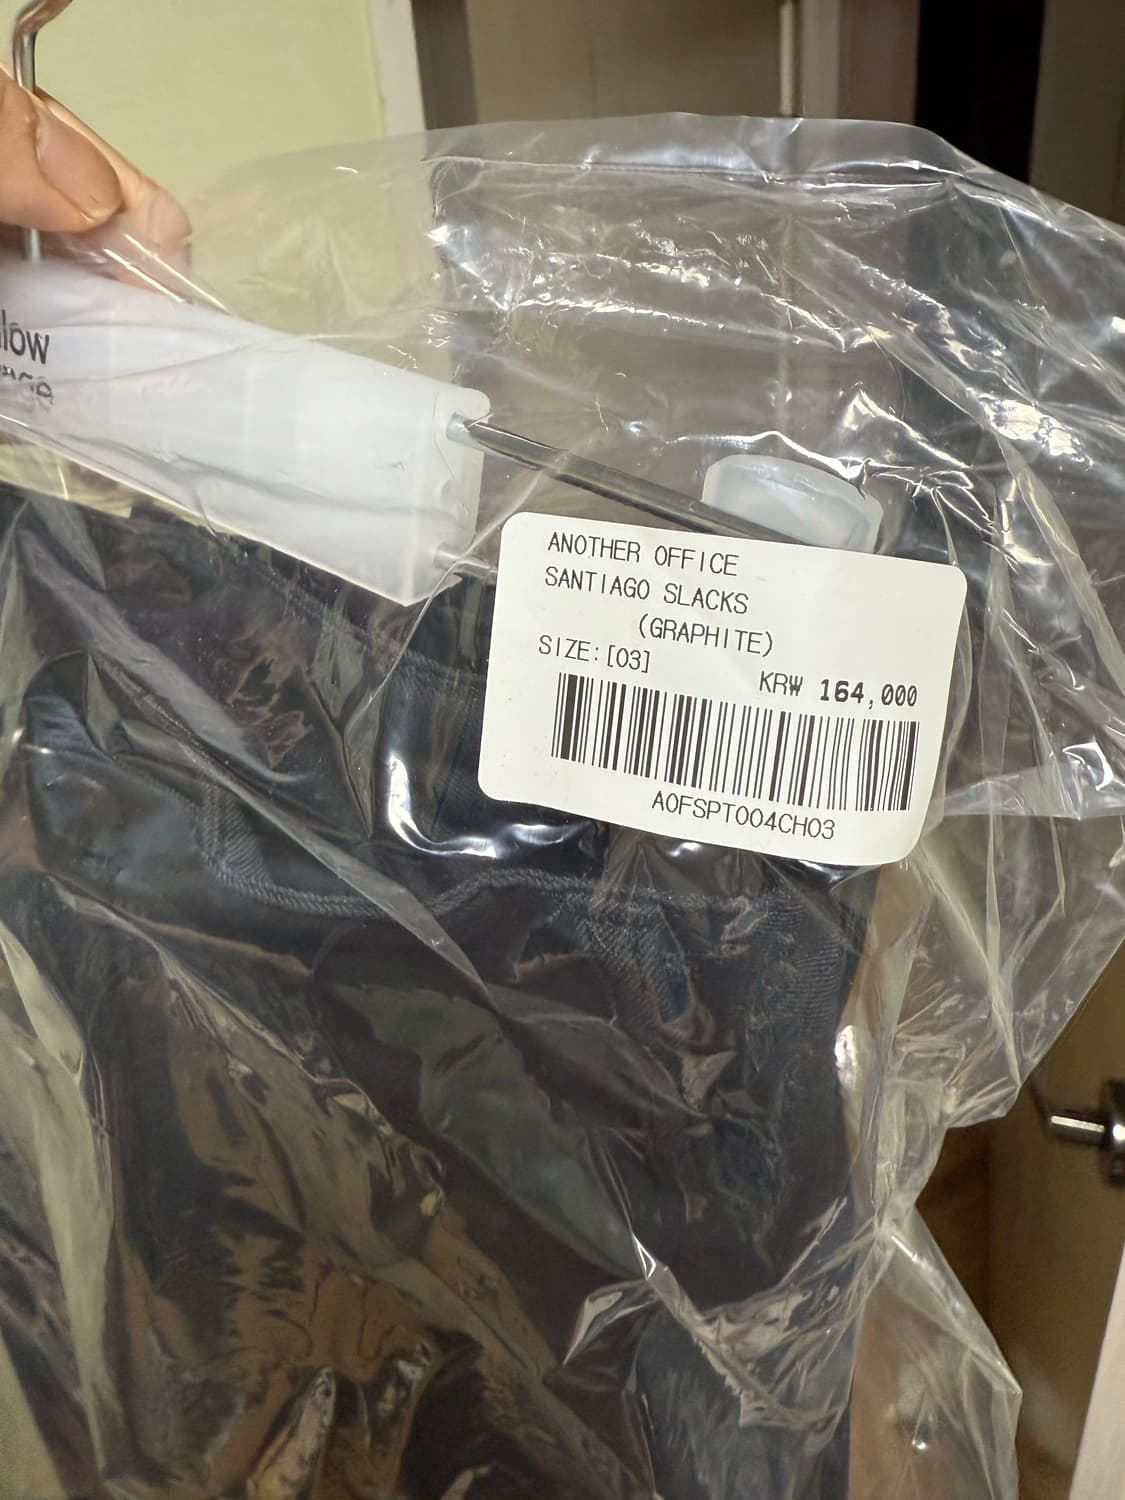 ANOTHER OFFICE
SANTIAGO SLACKS
(GRAPHITE)
SIZE:[03]
KRW 164,000
AOFSPT004CH03